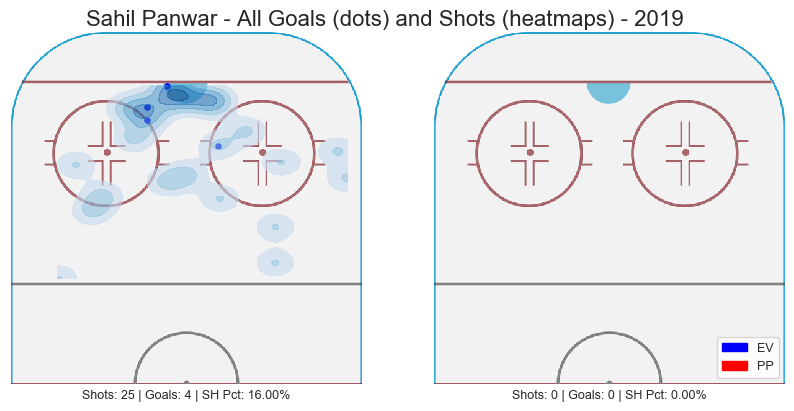 Sahil Panwar - All Goals (dots) and Shots (heatmaps) - 2019
EV
PP
Shots: 25 | Goals: 4 | SH Pct: 16.00%
Shots: 0 | Goals: 0 | SH Pct: 0.00%